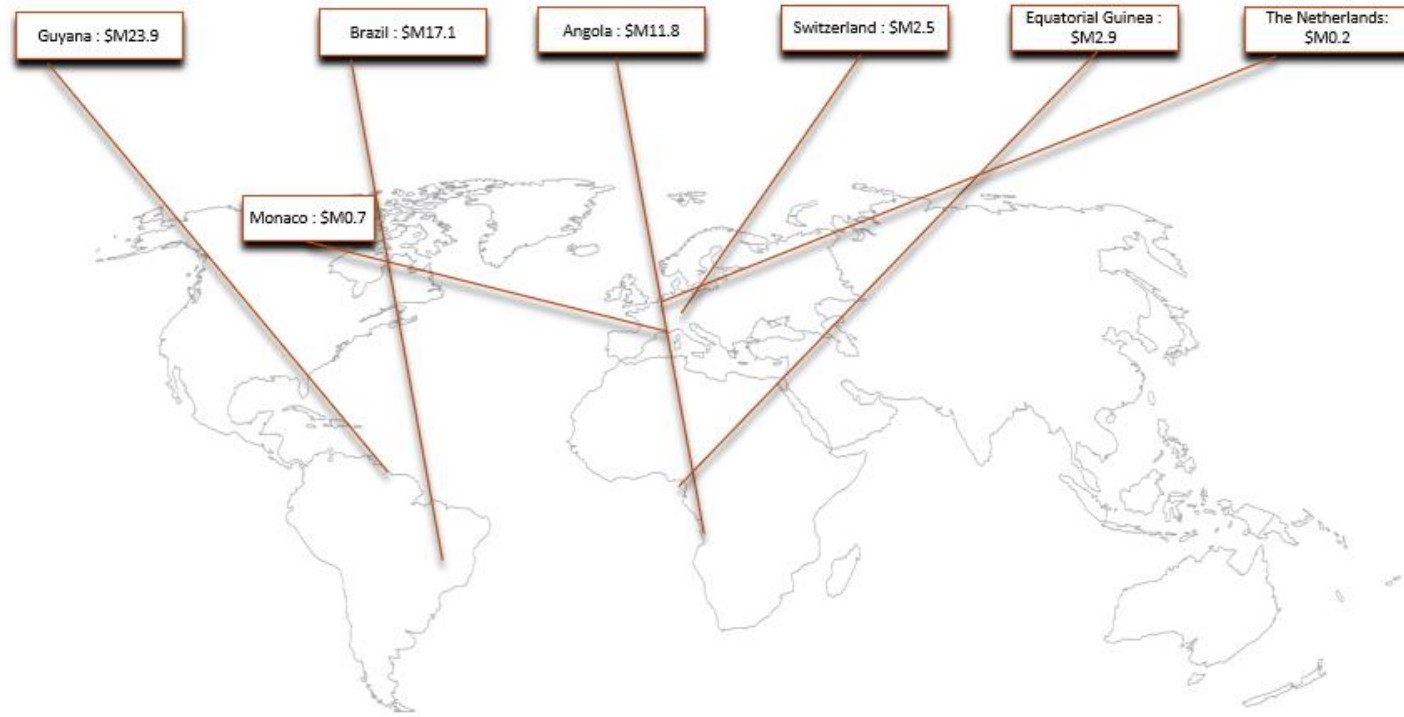 Guyana : $M23.9
Brazil : $M17.1
Angola : $M11.8
Switzerland : $M2.5
Equatorial Guinea :
$M2.9
The Netherlands:
$M0.2
Monaco : $M0.7